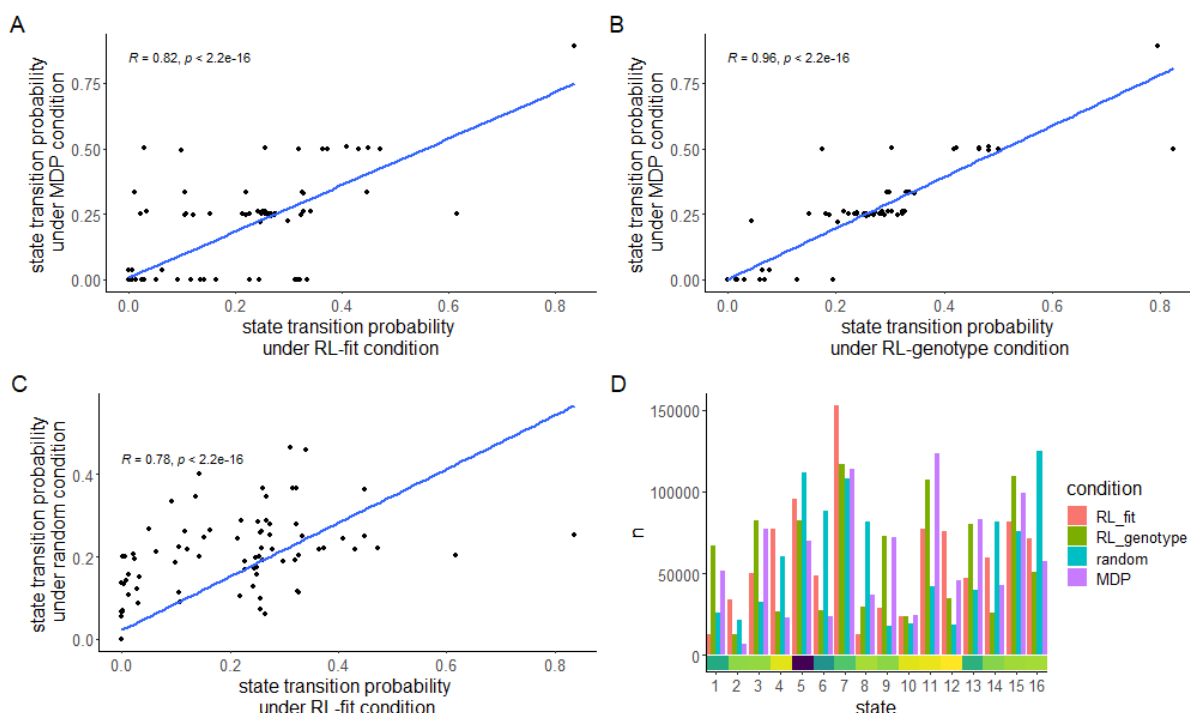 A
R = 0.82, p < 2.2e-16
state transition probability
under MDP condition
0.75
0.50
0.25
0.00
0.0 0.2 0.4 0.6 0.8
state transition probability
under RL-fit condition
B
R = 0.96, p < 2.2e-16
state transition probability
under MDP condition
0.75
0.50
0.25
0.00
0.0 0.2 0.4 0.6 0.8
state transition probability
under RL-genotype condition
C
R = 0.78, p < 2.2e-16
state transition probability
under random condition
0.4
0.2
0.0
0.0 0.2 0.4 0.6 0.8
state transition probability
under RL-fit condition
D
n
150000
100000
50000
0
1 2 3 4 5 6 7 8 9 10 11 12 13 14 15 16
state
condition
RL_fit
RL_genotype
random
MDP